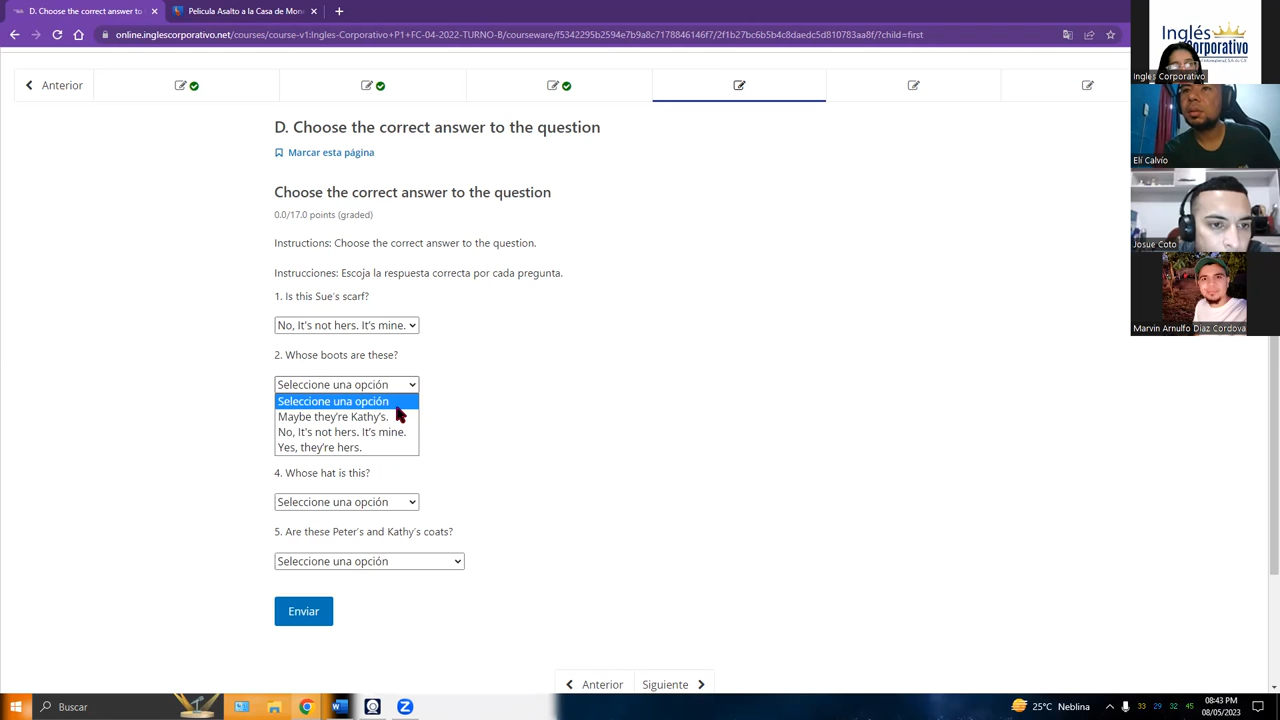 D. Choose the correct answer to
Pelicula Asalto a la Casa de Mon
online.inglescorporativo.net/courses/course-v1:Ingles-Corporativo+P1+FC-04-2022-TURNO-B/courseware/f5342295b2594e7b9a8c7178846146f7/2f1b27bc6b5b4c8daedc5d810783aa8f/?child=first
Anterior
D. Choose the correct answer to the question
Marcar esta página
Choose the correct answer to the question
0.0/17.0 points (graded)
Instructions: Choose the correct answer to the question.
Instrucciones: Escoja la respuesta correcta por cada pregunta.
1. Is this Sue's scarf?
No, It's not hers. It's mine.
2. Whose boots are these?
Seleccione una opción
Seleccione una opción
Maybe they're Kathy's.
No, It's not hers. It's mine.
Yes, they're hers.
4. Whose hat is this?
Seleccione una opción
5. Are these Peter's and Kathy's coats?
Seleccione una opción
Enviar
Anterior
Siguiente
Inglés
Corporativo
Ingles Corporativo
Elí Calvío
Josue Coto
Marvin Arnulfo Diaz Cordova
Buscar
25°C Neblina
33
29
32
45
08:43 PM
08/05/2023